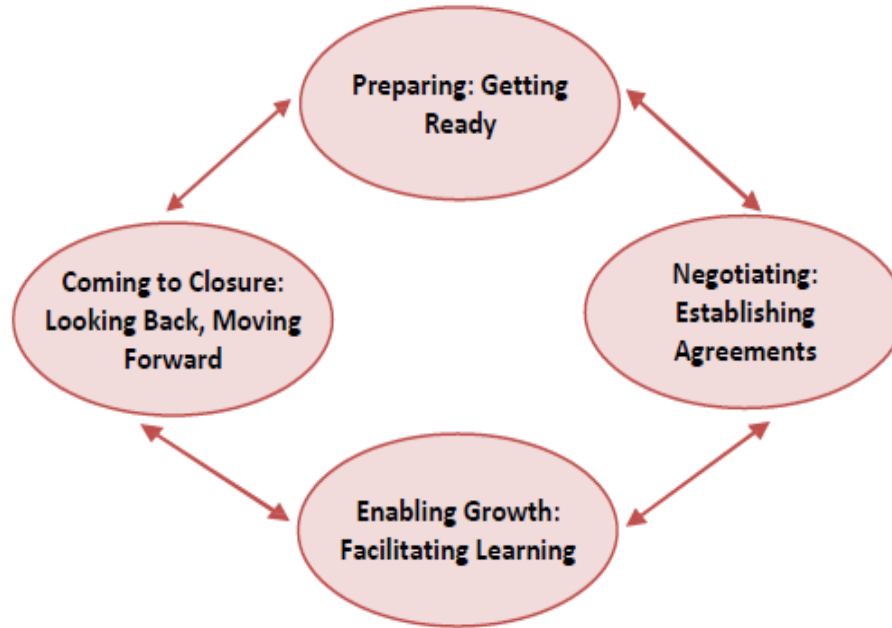 Preparing: Getting
Ready
Negotiating:
Establishing
Agreements
Enabling Growth:
Facilitating Learning
Coming to Closure:
Looking Back, Moving
Forward